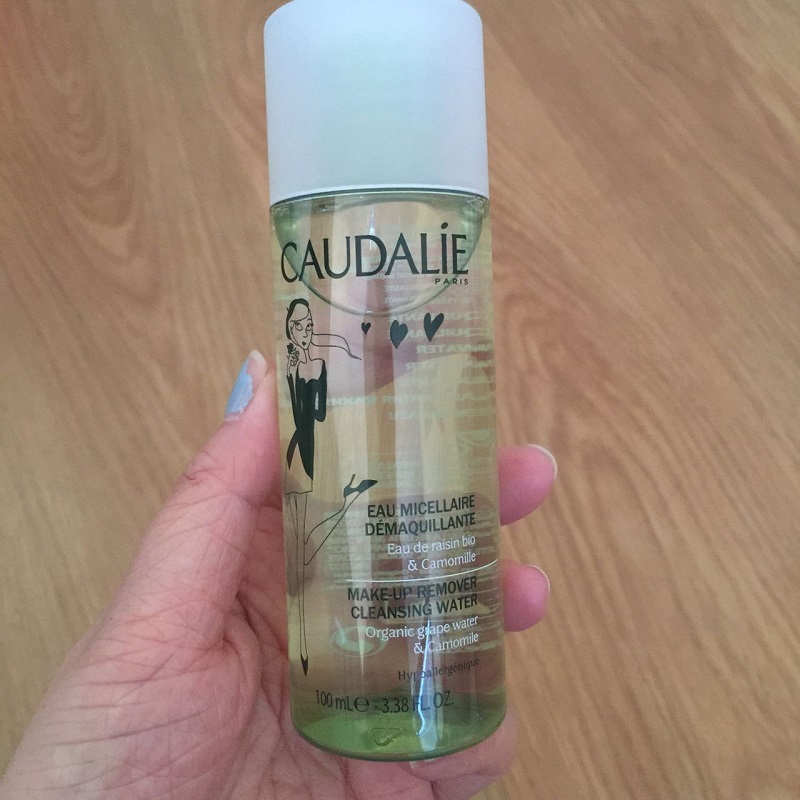 CAUDALÍE
PARIS
EAU MICELLAIRE
DÉMAQUILLANTE
Eau de raisin bio
& Camomille
MAKE-UP REMOVER
CLEANSING WATER
Organic grape water
& Camomile
Hypoallergénique
100 mL ℮ - 3.38 FL. OZ.